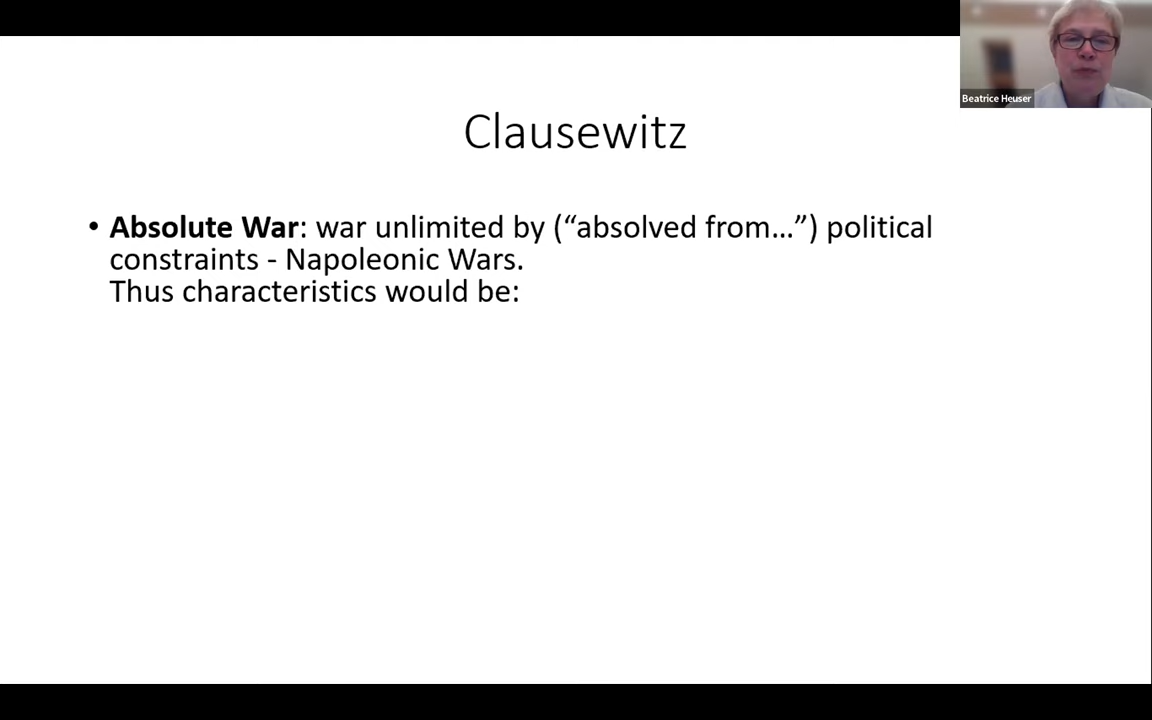 Beatrice Heuser
Clausewitz
• Absolute War: war unlimited by (“absolved from…”) political
constraints - Napoleonic Wars.
Thus characteristics would be: